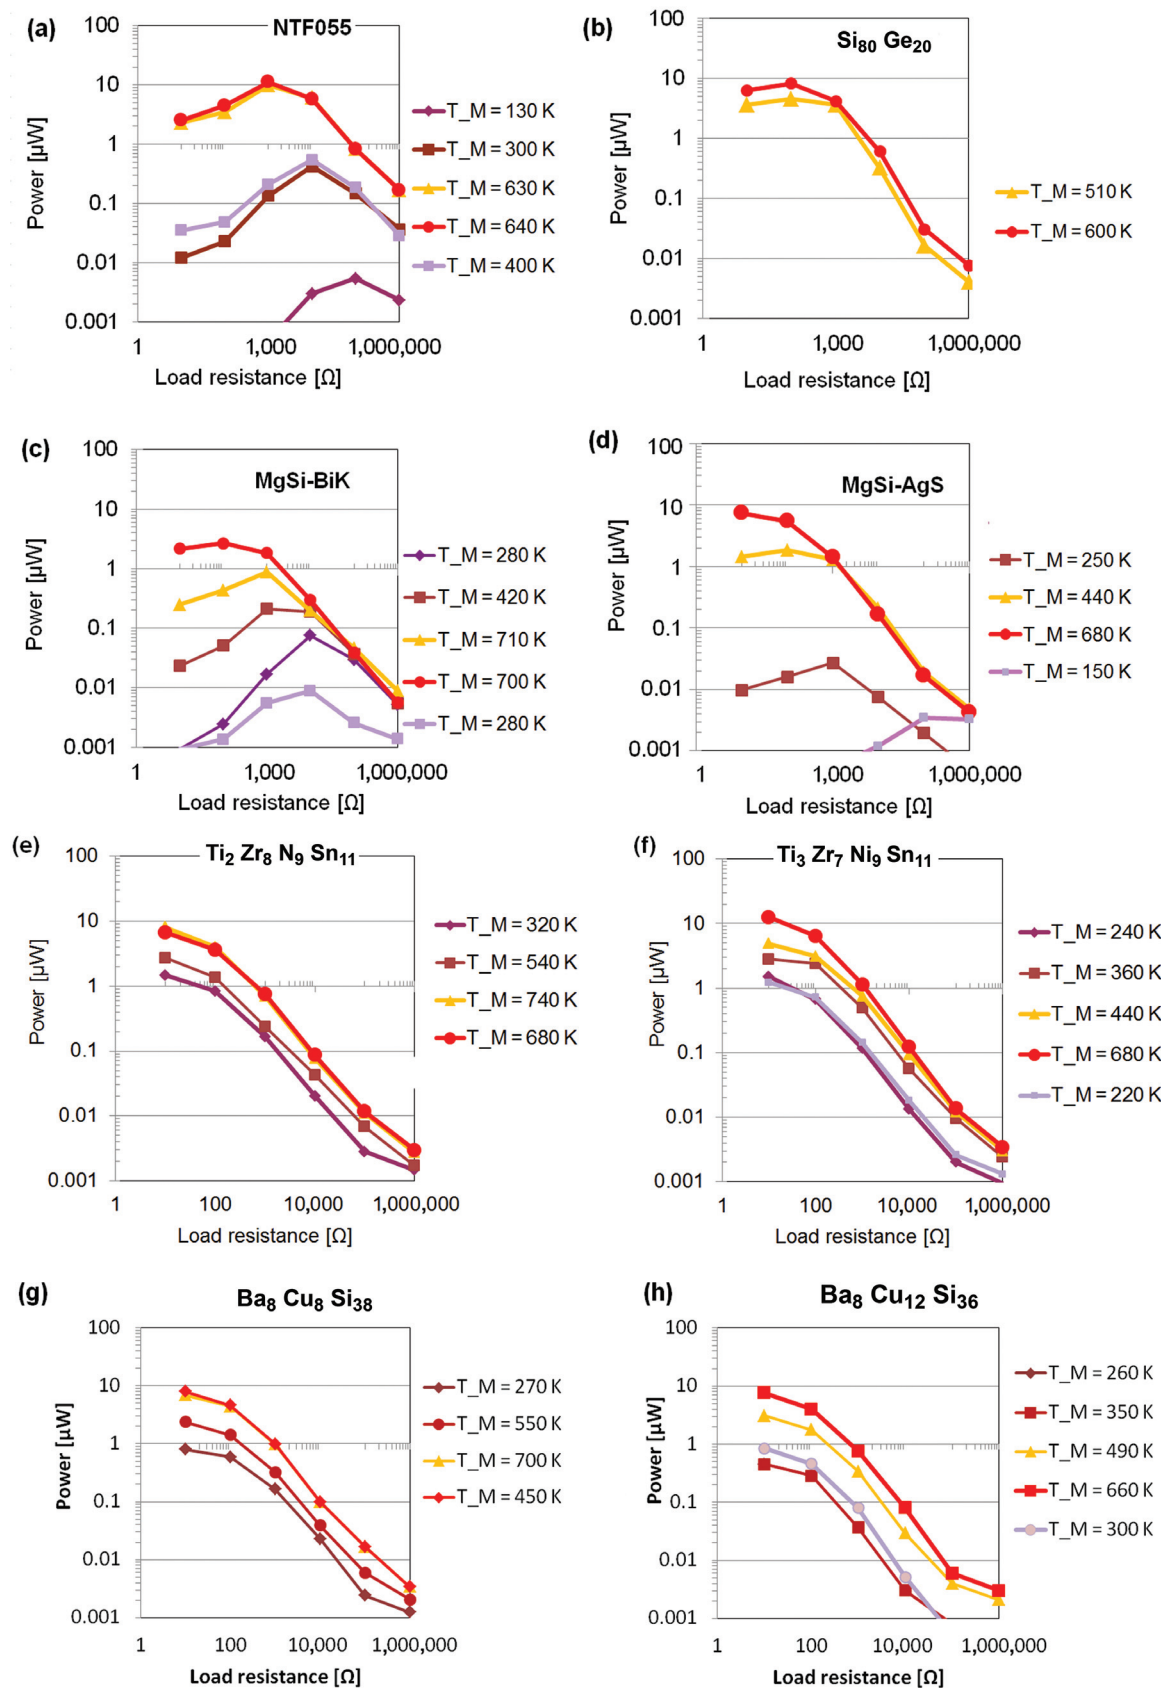 (a)
NTF055
100
10
1
0.1
0.01
0.001
Power [µW]
1
1,000
1,000,000
Load resistance [Ω]
T_M = 130 K
T_M = 300 K
T_M = 630 K
T_M = 640 K
T_M = 400 K
(b)
Si80 Ge20
100
10
1
0.1
0.01
0.001
Power [µW]
1
1,000
1,000,000
Load resistance [Ω]
T_M = 510 K
T_M = 600 K
(c)
MgSi-BiK
100
10
1
0.1
0.01
0.001
Power [µW]
1
1,000
1,000,000
Load resistance [Ω]
T_M = 280 K
T_M = 420 K
T_M = 710 K
T_M = 700 K
T_M = 280 K
(d)
MgSi-AgS
100
10
1
0.1
0.01
0.001
Power [µW]
1
1,000
1,000,000
Load resistance [Ω]
T_M = 250 K
T_M = 440 K
T_M = 680 K
T_M = 150 K
(e)
Ti2 Zr8 N9 Sn11
100
10
1
0.1
0.01
0.001
Power [µW]
1
100
10,000
1,000,000
Load resistance [Ω]
T_M = 320 K
T_M = 540 K
T_M = 740 K
T_M = 680 K
(f)
Ti3 Zr7 Ni9 Sn11
100
10
1
0.1
0.01
0.001
Power [µW]
1
100
10,000
1,000,000
Load resistance [Ω]
T_M = 240 K
T_M = 360 K
T_M = 440 K
T_M = 680 K
T_M = 220 K
(g)
Ba8 Cu8 Si38
100
10
1
0.1
0.01
0.001
Power [µW]
1
100
10,000
1,000,000
Load resistance [Ω]
T_M = 270 K
T_M = 550 K
T_M = 700 K
T_M = 450 K
(h)
Ba8 Cu12 Si36
100
10
1
0.1
0.01
0.001
Power [µW]
1
100
10,000
1,000,000
Load resistance [Ω]
T_M = 260 K
T_M = 350 K
T_M = 490 K
T_M = 660 K
T_M = 300 K